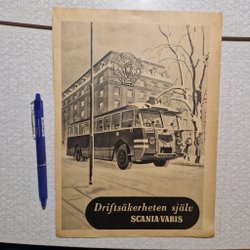 Driftsäkerheten själv
SCANIA-VABIS